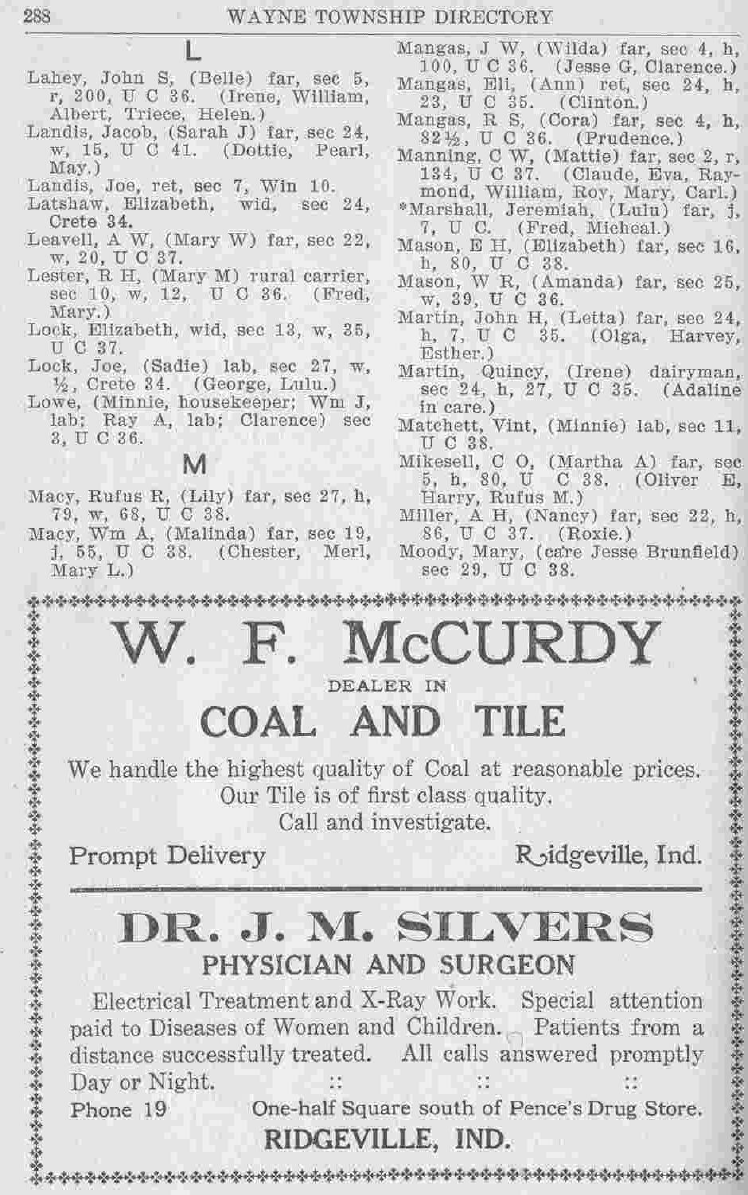 288 WAYNE TOWNSHIP DIRECTORY
L
Lahey, John S, (Belle) far, sec 5,
r, 200, U C 36. (Irene, William,
Albert, Triece, Helen.)
Landis, Jacob, (Sarah J) far, sec 24,
w, 15, U C 41. (Dottie, Pearl,
May.)
Landis, Joe, ret, sec 7, Win 10.
Latshaw, Elizabeth, wid, sec 24,
Crete 34.
Leavell, A W, (Mary W) far, sec 22,
w, 20, U C 37.
Lester, R H, (Mary M) rural carrier,
sec 10, w, 12, U C 36. (Fred,
Mary.)
Lock, Elizabeth, wid, sec 13, w, 35,
U C 37.
Lock, Joe, (Sadie) lab, sec 27, w,
½, Crete 34. (George, Lulu.)
Lowe, (Minnie, housekeeper; Wm J,
lab; Ray A, lab; Clarence) sec
3, U C 36.
M
Macy, Rufus R, (Lily) far, sec 27, h,
79, w, 68, U C 38.
Macy, Wm A, (Malinda) far, sec 19,
j, 55, U C 38. (Chester, Merl,
Mary L.)
Mangas, J W, (Wilda) far, sec 4, h,
100, U C 36. (Jesse G, Clarence.)
Mangas, Eli, (Ann) ret, sec 24, h,
23, U C 35. (Clinton.)
Mangas, R S, (Cora) far, sec 4, h,
82½, U C 36. (Prudence.)
Manning, C W, (Mattie) far, sec 2, r,
134, U C 37. (Claude, Eva, Ray-
mond, William, Roy, Mary, Carl.)
*Marshall, Jeremiah, (Lulu) far, j,
7, U C. (Fred, Micheal.)
Mason, E H, (Elizabeth) far, sec 16,
h, 80, U C 38.
Mason, W R, (Amanda) far, sec 25,
w, 39, U C 36.
Martin, John H, (Letta) far, sec 24,
h, 7, U C 35. (Olga, Harvey,
Esther.)
Martin, Quincy, (Irene) dairyman,
sec 24, h, 27, U C 35. (Adaline
in care.)
Matchett, Vint, (Minnie) lab, sec 11,
U C 38.
Mikesell, C O, (Martha A) far, sec
5, h, 80, U C 38. (Oliver E,
Harry, Rufus M.)
Miller, A H, (Nancy) far, sec 22, h,
86, U C 37. (Roxie.)
Moody, Mary, (care Jesse Brunfield)
sec 29, U C 38.
W. F. McCURDY
DEALER IN
COAL AND TILE
We handle the highest quality of Coal at reasonable prices.
Our Tile is of first class quality.
Call and investigate.
Prompt Delivery Ridgeville, Ind.
DR. J. M. SILVERS
PHYSICIAN AND SURGEON
Electrical Treatment and X-Ray Work. Special attention
paid to Diseases of Women and Children. Patients from a
distance successfully treated. All calls answered promptly
Day or Night. :: :: ::
Phone 19 One-half Square south of Pence's Drug Store.
RIDGEVILLE, IND.